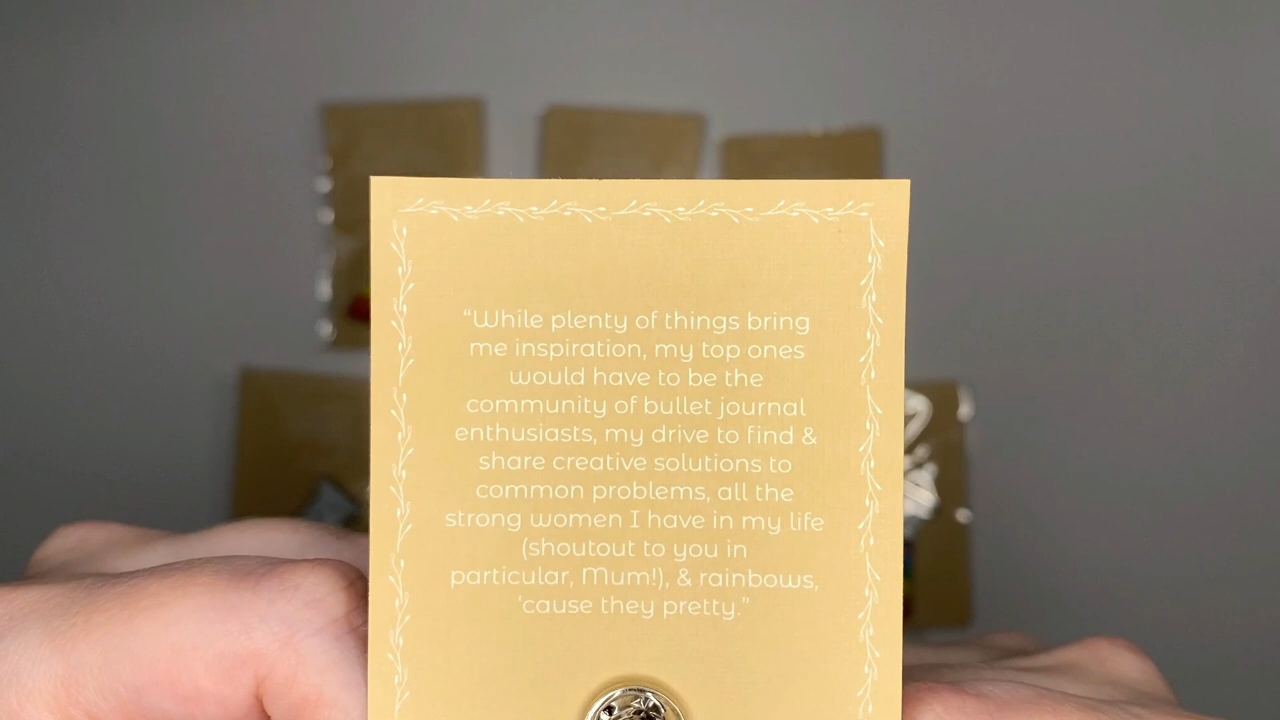 “While plenty of things bring
me inspiration, my top ones
would have to be the
community of bullet journal
enthusiasts, my drive to find &
share creative solutions to
common problems, all the
strong women I have in my life
(shoutout to you in
particular, Mum!), & rainbows,
‘cause they pretty.”